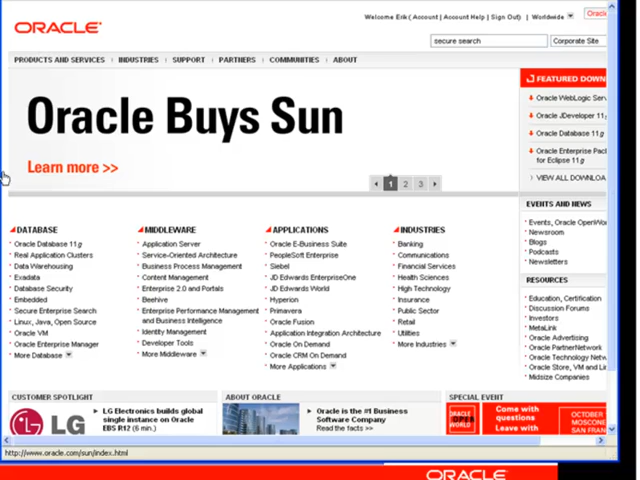 Welcome Erik ( Account | Account Help | Sign Out) | Worldwide
ORACLE
secure search
Corporate Site
PRODUCTS AND SERVICES
INDUSTRIES
SUPPORT
PARTNERS
COMMUNITIES
ABOUT
Oracle Buys Sun
Learn more >>
1 2 3
FEATURED DOWN
Oracle WebLogic Serv
Oracle JDeveloper 11
Oracle Database 11g
Oracle Enterprise Pac
for Eclipse 11g
VIEW ALL DOWNLOA
EVENTS AND NEWS
Events, Oracle OpenWo
Newsroom
Blogs
Podcasts
Newsletters
RESOURCES
Education, Certification
Discussion Forums
Investors
MetaLink
Oracle Advertising
Oracle PartnerNetwork
Oracle Technology Netw
Oracle Store, VM and Li
Midsize Companies
DATABASE
Oracle Database 11g
Real Application Clusters
Data Warehousing
Exadata
Database Security
Embedded
Secure Enterprise Search
Linux, Java, Open Source
Oracle VM
Oracle Enterprise Manager
More Database
MIDDLEWARE
Application Server
Service-Oriented Architecture
Business Process Management
Content Management
Enterprise 2.0 and Portals
Beehive
Enterprise Performance Management
and Business Intelligence
Identity Management
Developer Tools
More Middleware
APPLICATIONS
Oracle E-Business Suite
PeopleSoft Enterprise
Siebel
JD Edwards EnterpriseOne
JD Edwards World
Hyperion
Primavera
Oracle Fusion
Application Integration Architecture
Oracle On Demand
Oracle CRM On Demand
More Applications
INDUSTRIES
Banking
Communications
Financial Services
Health Sciences
High Technology
Insurance
Public Sector
Retail
Utilities
More Industries
CUSTOMER SPOTLIGHT
LG
LG Electronics builds global
single instance on Oracle
EBS R12 (6 min.)
ABOUT ORACLE
Oracle is the #1 Business
Software Company
Read the facts >>
SPECIAL EVENT
ORACLE
OPEN
WORLD
Come with
questions
Leave with
OCTOBER
MOSCONE
SAN FRAN
http://www.oracle.com/sun/index.html
ORACLE